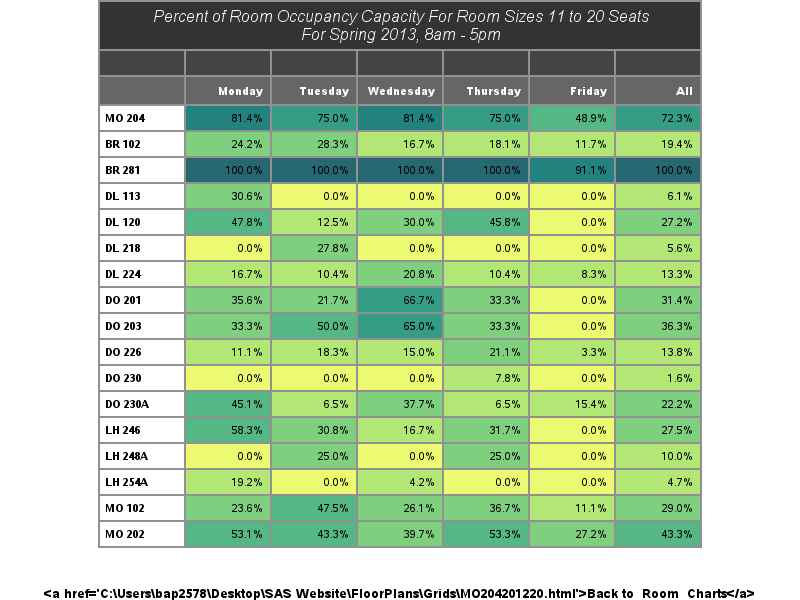 Percent of Room Occupancy Capacity For Room Sizes 11 to 20 Seats
For Spring 2013, 8am - 5pm
Monday Tuesday Wednesday Thursday Friday All
MO 204 81.4% 75.0% 81.4% 75.0% 48.9% 72.3%
BR 102 24.2% 28.3% 16.7% 18.1% 11.7% 19.4%
BR 281 100.0% 100.0% 100.0% 100.0% 91.1% 100.0%
DL 113 30.6% 0.0% 0.0% 0.0% 0.0% 6.1%
DL 120 47.8% 12.5% 30.0% 45.8% 0.0% 27.2%
DL 218 0.0% 27.8% 0.0% 0.0% 0.0% 5.6%
DL 224 16.7% 10.4% 20.8% 10.4% 8.3% 13.3%
DO 201 35.6% 21.7% 66.7% 33.3% 0.0% 31.4%
DO 203 33.3% 50.0% 65.0% 33.3% 0.0% 36.3%
DO 226 11.1% 18.3% 15.0% 21.1% 3.3% 13.8%
DO 230 0.0% 0.0% 0.0% 7.8% 0.0% 1.6%
DO 230A 45.1% 6.5% 37.7% 6.5% 15.4% 22.2%
LH 246 58.3% 30.8% 16.7% 31.7% 0.0% 27.5%
LH 248A 0.0% 25.0% 0.0% 25.0% 0.0% 10.0%
LH 254A 19.2% 0.0% 4.2% 0.0% 0.0% 4.7%
MO 102 23.6% 47.5% 26.1% 36.7% 11.1% 29.0%
MO 202 53.1% 43.3% 39.7% 53.3% 27.2% 43.3%
<a href='C:\Users\bap2578\Desktop\SAS Website\FloorPlans\Grids\MO204201220.html'>Back to Room Charts</a>